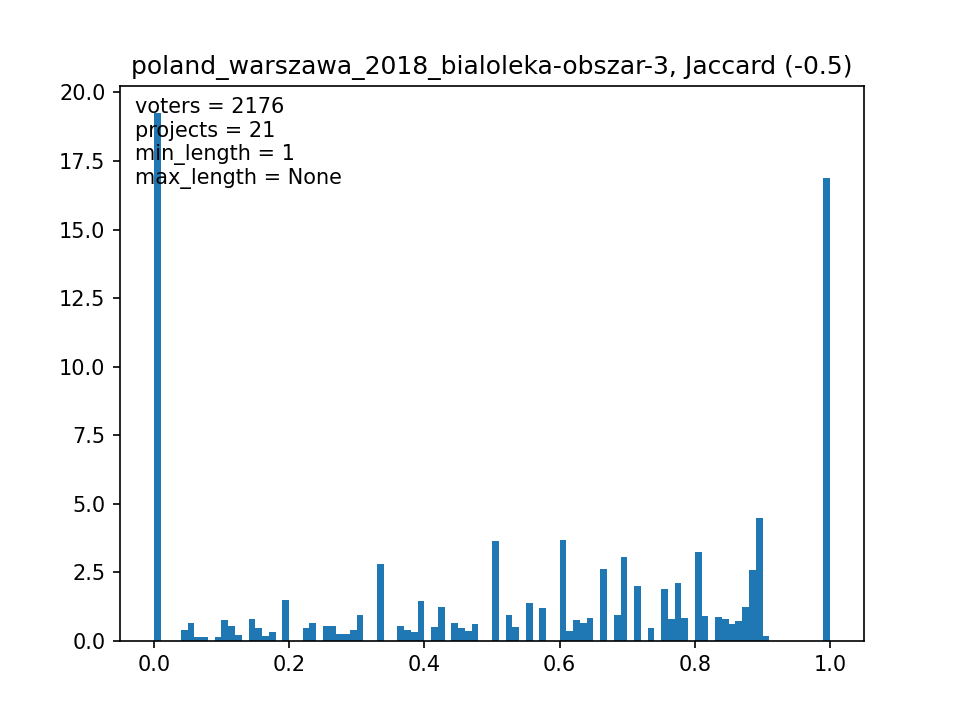 poland_warszawa_2018_bialoleka-obszar-3, Jaccard (-0.5)
voters = 2176
projects = 21
min_length = 1
max_length = None
20.0
17.5
15.0
12.5
10.0
7.5
5.0
2.5
0.0
0.0 0.2 0.4 0.6 0.8 1.0